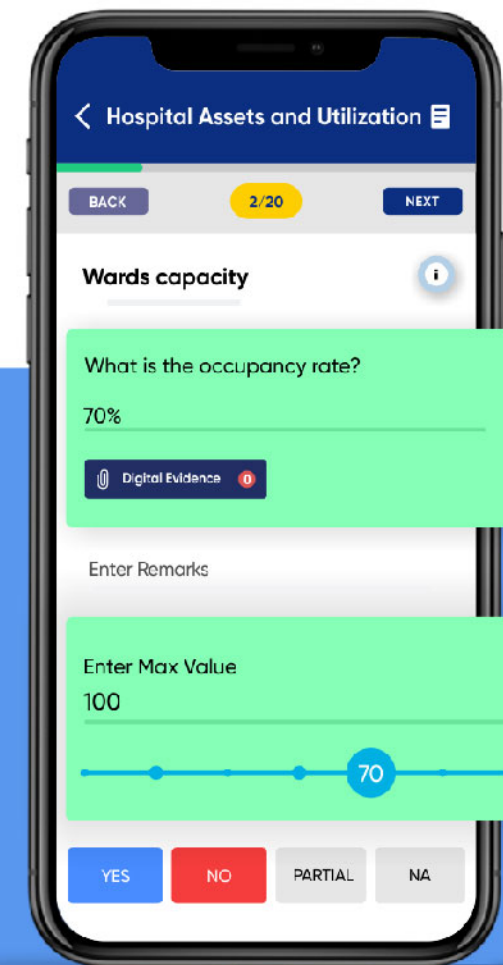 Hospital Assets and Utilization
BACK 2/20 NEXT
Wards capacity i
What is the occupancy rate?
70%
Digital Evidence 0
Enter Remarks
Enter Max Value
100
70
YES NO PARTIAL NA